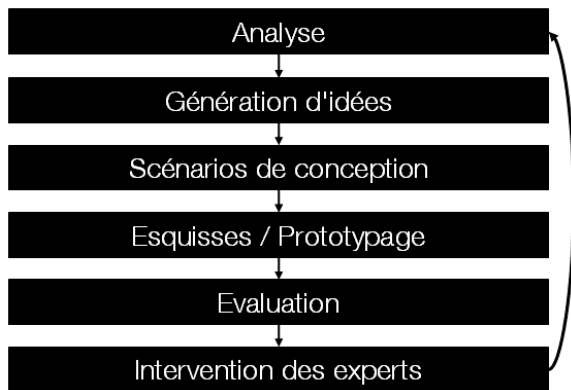 Analyse
Génération d'idées
Scénarios de conception
Esquisses / Prototypage
Evaluation
Intervention des experts